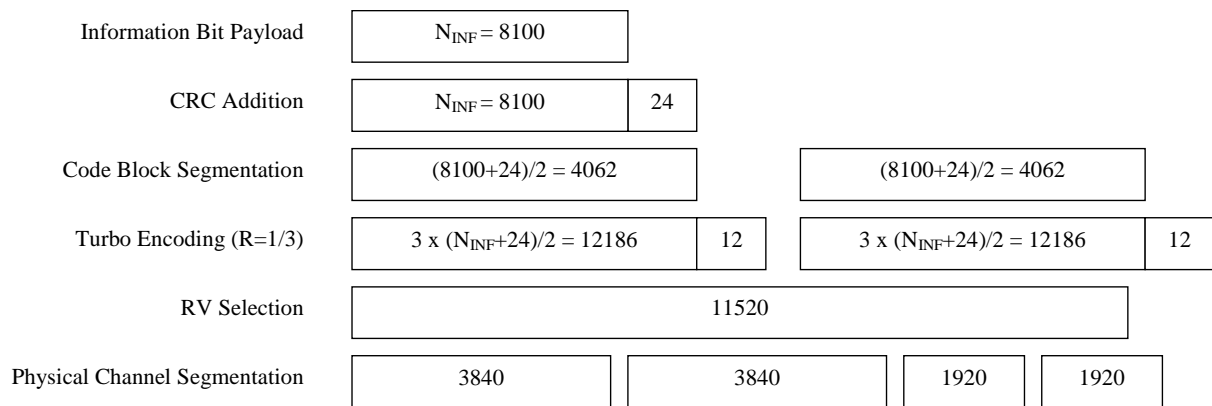 Information Bit Payload N_INF = 8100
CRC Addition N_INF = 8100 24
Code Block Segmentation (8100+24)/2 = 4062 (8100+24)/2 = 4062
Turbo Encoding (R=1/3) 3 x (N_INF+24)/2 = 12186 12 3 x (N_INF+24)/2 = 12186 12
RV Selection 11520
Physical Channel Segmentation 3840 3840 1920 1920